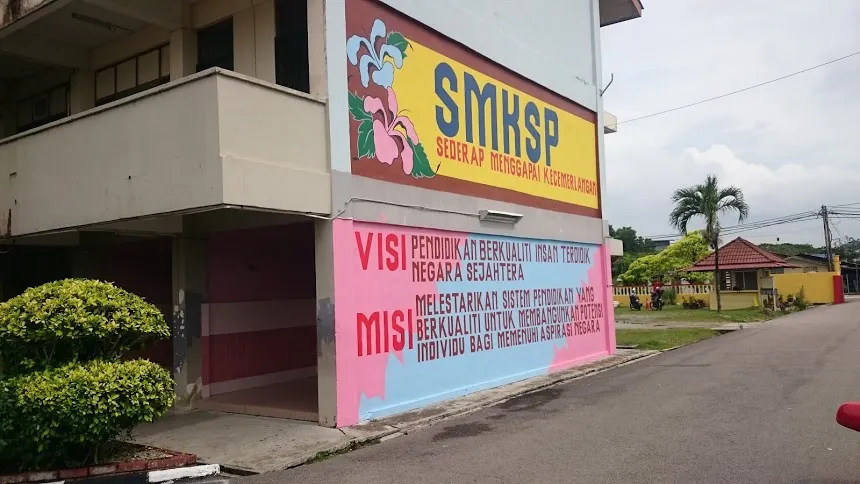 SMKSP
SEDERAP MENGGAPAI KECEMERLANGAN
VISI PENDIDIKAN BERKUALITI INSAN TERDIDIK
NEGARA SEJAHTERA
MISI MELESTARIKAN SISTEM PENDIDIKAN YANG
BERKUALITI UNTUK MEMBANGUNKAN POTENSI
INDIVIDU BAGI MEMENUHI ASPIRASI NEGARA